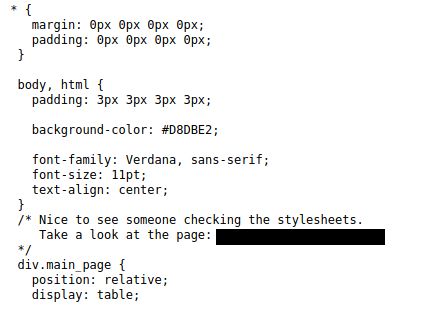 * {
margin: 0px 0px 0px 0px;
padding: 0px 0px 0px 0px;
}
body, html {
padding: 3px 3px 3px 3px;
background-color: #D8DBE2;
font-family: Verdana, sans-serif;
font-size: 11pt;
text-align: center;
}
/* Nice to see someone checking the stylesheets.
Take a look at the page:
*/
div.main_page {
position: relative;
display: table;